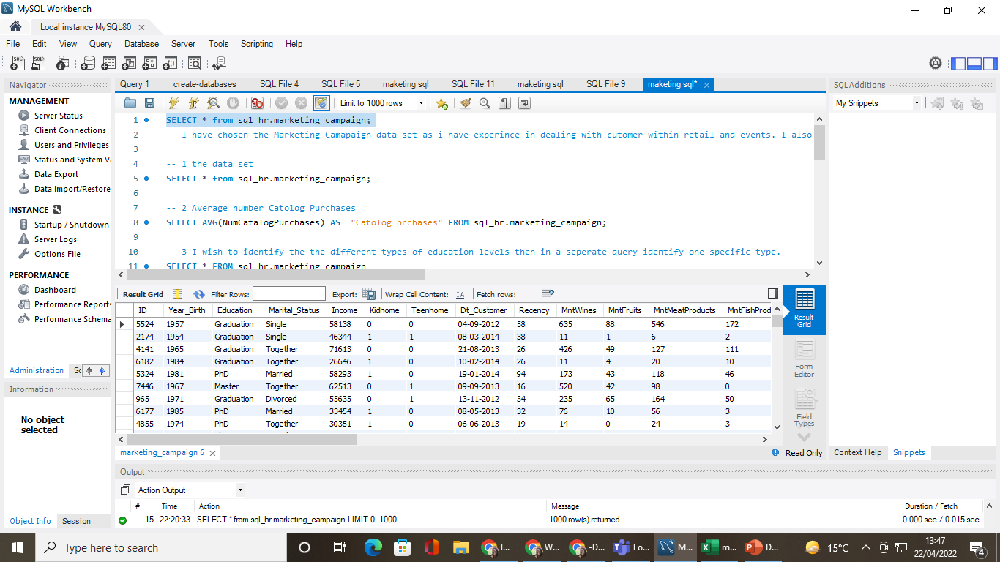 MySQL Workbench
Local instance MySQL80
File Edit View Query Database Server Tools Scripting Help
Navigator
MANAGEMENT
Server Status
Client Connections
Users and Privileges
Status and System V
Data Export
Data Import/Restore
INSTANCE
Startup / Shutdown
Server Logs
Options File
PERFORMANCE
Dashboard
Performance Reports
Performance Schema
Administration Sc
Information
No object
selected
Object Info Session
Query 1 create-databases SQL File 4 SQL File 5 maketing sql SQL File 11 maketing sql SQL File 9 maketing sql*
Limit to 1000 rows
1 SELECT * from sql_hr.marketing_campaign;
2 -- I have chosen the Marketing Camapaign data set as i have experince in dealing with cutomer within retail and events. I also
3
4 -- 1 the data set
5 SELECT * from sql_hr.marketing_campaign;
6
7 -- 2 Average number Catolog Purchases
8 SELECT AVG(NumCatalogPurchases) AS "Catolog prchases" FROM sql_hr.marketing_campaign;
9
10 -- 3 I wish to identify the the different types of education levels then in a seperate query identify one specific type.
11 SELECT * FROM sql_hr.marketing_campaign
Result Grid Filter Rows: Export: Wrap Cell Content: Fetch rows:
ID Year_Birth Education Marital_Status Income Kidhome Teenhome Dt_Customer Recency MntWines MntFruits MntMeatProducts MntFishProd
5524 1957 Graduation Single 58138 0 0 04-09-2012 58 635 88 546 172
2174 1954 Graduation Single 46344 1 1 08-03-2014 38 11 1 6 2
4141 1965 Graduation Together 71613 0 0 21-08-2013 26 426 49 127 111
6182 1984 Graduation Together 26646 1 0 10-02-2014 26 11 4 20 10
5324 1981 PhD Married 58293 1 0 19-01-2014 94 173 43 118 46
7446 1967 Master Together 62513 0 1 09-09-2013 16 520 42 98 0
965 1971 Graduation Divorced 55635 0 1 13-11-2012 34 235 65 164 50
6177 1985 PhD Married 33454 1 0 08-05-2013 32 76 10 56 3
4855 1974 PhD Together 30351 1 0 06-06-2013 19 14 0 24 3
Result
Grid
Form
Editor
Field
Types
marketing_campaign 6
Read Only
Output
Action Output
# Time Action Message Duration / Fetch
15 22:20:33 SELECT * from sql_hr.marketing_campaign LIMIT 0, 1000 1000 row(s) returned 0.000 sec / 0.015 sec
SQLAdditions
My Snippets
Context Help Snippets
Type here to search
I... W... -D... Lo... M... m... D...
15°C
13:47
22/04/2022
4